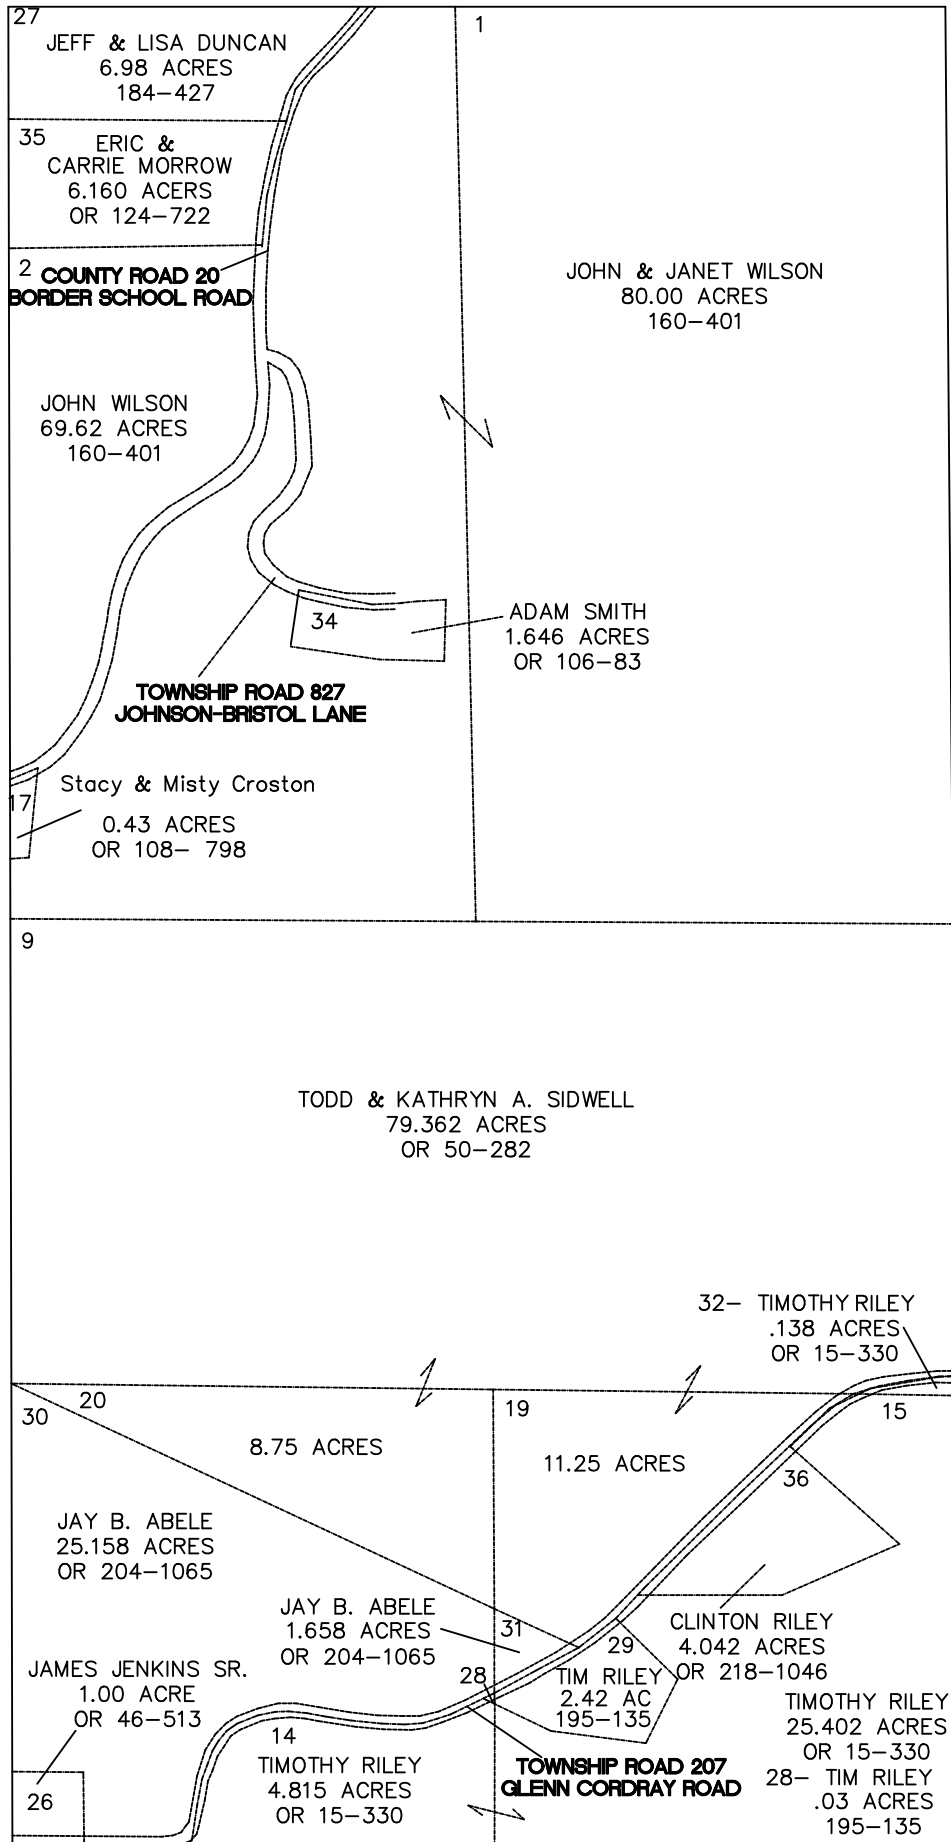 27
JEFF & LISA DUNCAN
6.98 ACRES
184-427
1
35
ERIC &
CARRIE MORROW
6.160 ACERS
OR 124-722
2
COUNTY ROAD 20
BORDER SCHOOL ROAD
JOHN & JANET WILSON
80.00 ACRES
160-401
JOHN WILSON
69.62 ACRES
160-401
34
ADAM SMITH
1.646 ACRES
OR 106-83
TOWNSHIP ROAD 827
JOHNSON-BRISTOL LANE
17
Stacy & Misty Croston
0.43 ACRES
OR 108- 798
9
TODD & KATHRYN A. SIDWELL
79.362 ACRES
OR 50-282
32- TIMOTHY RILEY
.138 ACRES
OR 15-330
20
30
19
15
8.75 ACRES
11.25 ACRES
36
JAY B. ABELE
25.158 ACRES
OR 204-1065
JAY B. ABELE
1.658 ACRES
OR 204-1065
31
29
CLINTON RILEY
4.042 ACRES
OR 218-1046
28
TIM RILEY
2.42 AC
195-135
JAMES JENKINS SR.
1.00 ACRE
OR 46-513
26
14
TIMOTHY RILEY
4.815 ACRES
OR 15-330
TOWNSHIP ROAD 207
GLENN CORDRAY ROAD
TIMOTHY RILEY
25.402 ACRES
OR 15-330
28- TIM RILEY
.03 ACRES
195-135